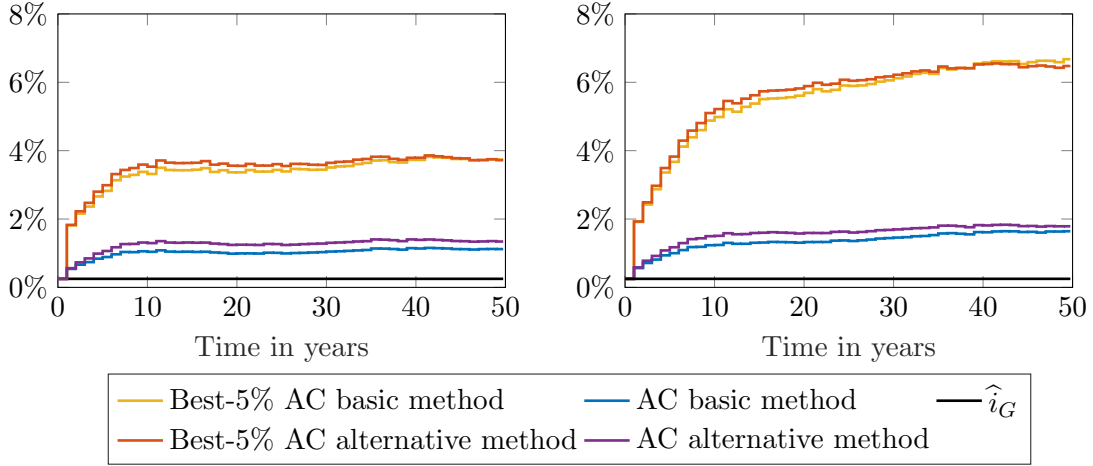 8%
6%
4%
2%
0%
0 10 20 30 40 50
Time in years
8%
6%
4%
2%
0%
0 10 20 30 40 50
Time in years
Best-5% AC basic method
AC basic method
î_G
Best-5% AC alternative method
AC alternative method